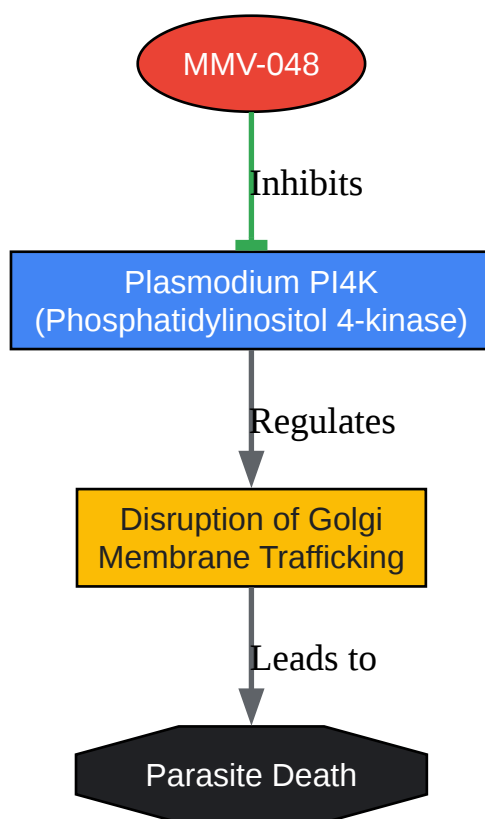 MMV-048
Inhibits
Plasmodium PI4K
(Phosphatidylinositol 4-kinase)
Regulates
Disruption of Golgi
Membrane Trafficking
Leads to
Parasite Death